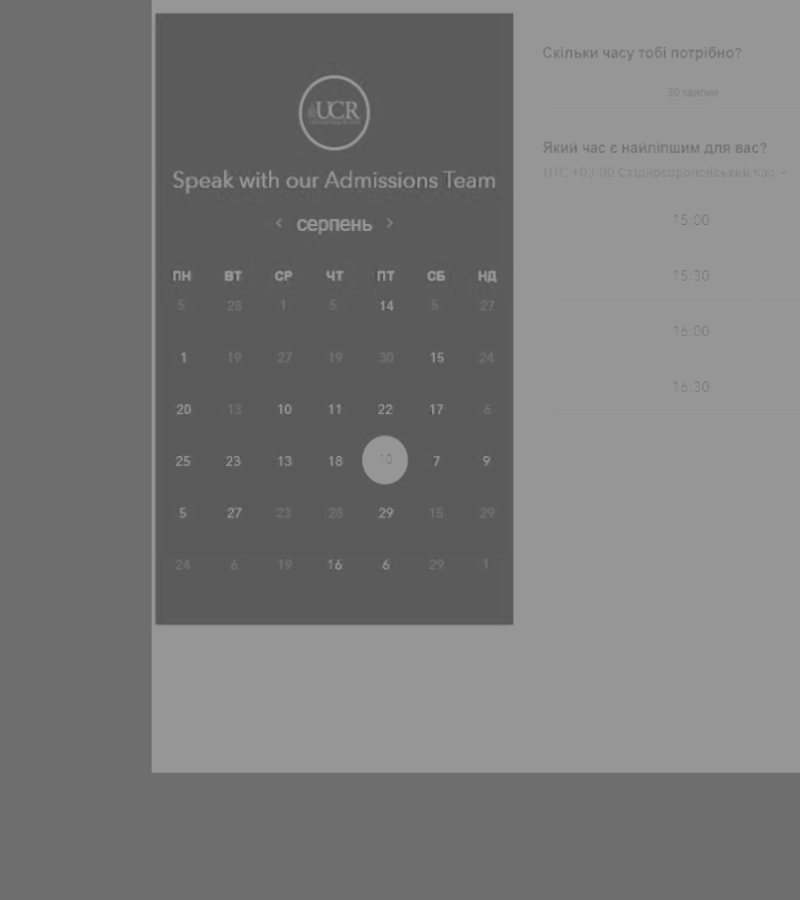 UCR
Speak with our Admissions Team
‹ серпень ›
ПН ВТ СР ЧТ ПТ СБ НД
5 28 1 5 14 5 27
1 19 27 19 30 15 24
20 13 10 11 22 17 6
25 23 13 18 10 7 9
5 27 23 28 29 15 29
24 6 19 16 6 29 1
Скільки часу тобі потрібно?
30 хвилин
Який час є найліпшим для вас?
UTC +03:00 Східноєвропейський час
15:00
15:30
16:00
16:30